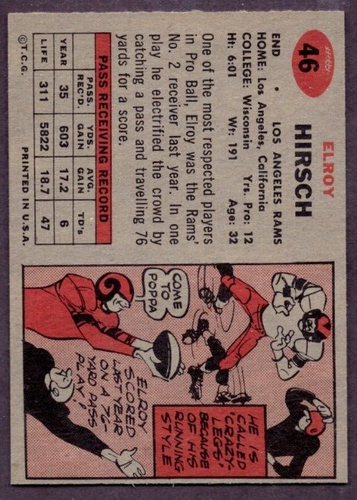 46
ELROY
HIRSCH
END • LOS ANGELES RAMS
HOME: Los Angeles, California
COLLEGE: Wisconsin Yrs. Pro: 12
Ht: 6:01 Wt: 191 Age: 32
One of the most respected players
in Pro Ball, Elroy was the Rams'
No. 2 receiver last year. In one
play he electrified the crowd by
catching a pass and travelling 76
yards for a score.
PASS RECEIVING RECORD
PASS. YDS. AVG.
YEAR REC'D. GAIN GAIN TD's
YEAR 35 603 17.2 6
LIFE 311 5822 18.7 47
©T.C.G. PRINTED IN U.S.A.
HE IS
CALLED
"CRAZY-
LEGS"
BECAUSE
OF HIS
RUNNING
STYLE
COME
TO
POPPA
ELROY
SCORED
LAST YEAR
ON A 76-
YARD PASS
PLAY!